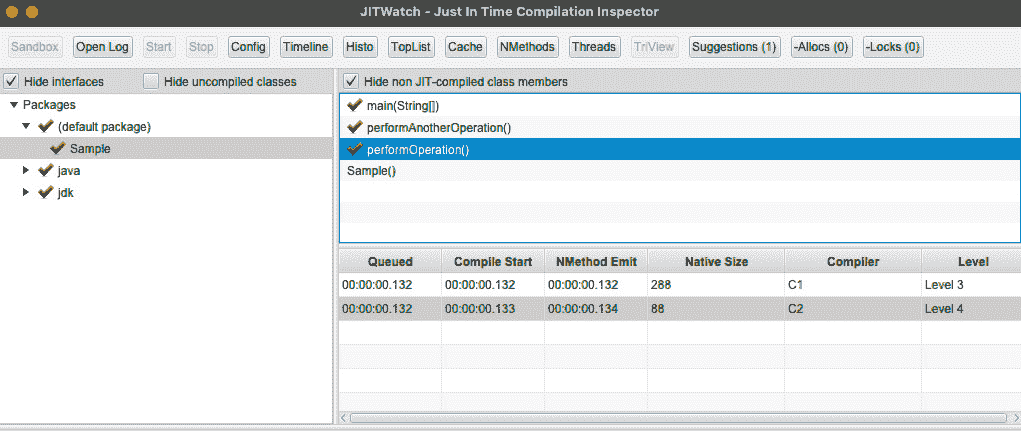 JITWatch - Just In Time Compilation Inspector
Sandbox Open Log Start Stop Config Timeline Histo TopList Cache NMethods Threads TriView Suggestions (1) -Allocs (0) -Locks (0)
Hide interfaces Hide uncompiled classes
Packages
(default package)
Sample
java
jdk
Hide non JIT-compiled class members
main(String[])
performAnotherOperation()
performOperation()
Sample()
Queued Compile Start NMethod Emit Native Size Compiler Level
00:00:00.132 00:00:00.132 00:00:00.132 288 C1 Level 3
00:00:00.132 00:00:00.133 00:00:00.134 88 C2 Level 4